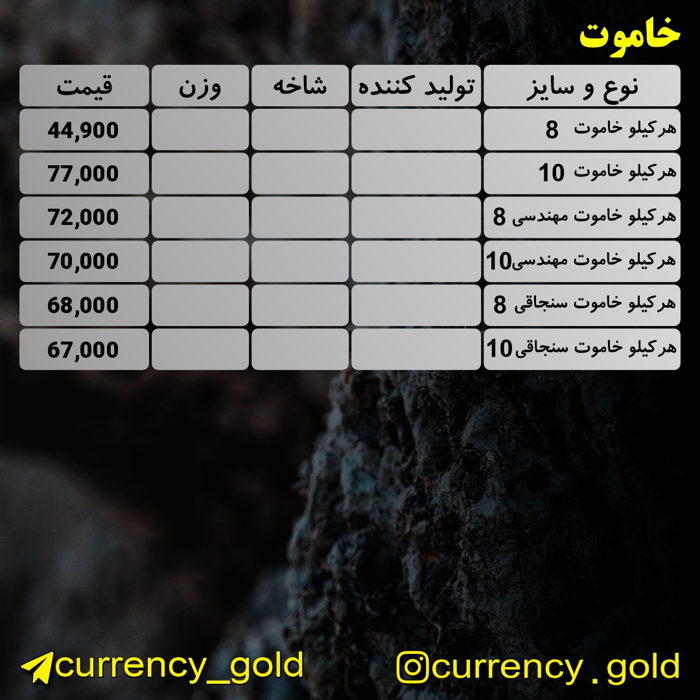 خاموت
نوع و سایز	تولید کننده	شاخه	وزن	قیمت
هرکیلو خاموت 8	44,900
هرکیلو خاموت 10	77,000
هرکیلو خاموت مهندسی 8	72,000
هرکیلو خاموت مهندسی10	70,000
هرکیلو خاموت سنجاقی 8	68,000
هرکیلو خاموت سنجاقی10	67,000
currency_gold	currency.gold